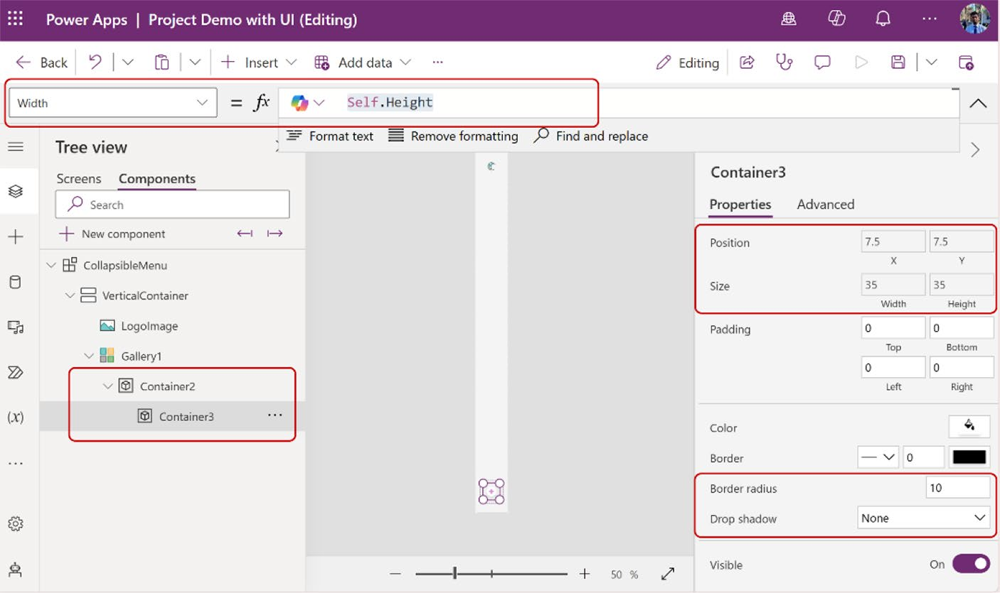 Power Apps | Project Demo with UI (Editing)
Back
Insert
Add data
...
Editing
Width
= fx
Self.Height
Format text
Remove formatting
Find and replace
Tree view
Screens
Components
Search
New component
CollapsibleMenu
VerticalContainer
LogoImage
Gallery1
Container2
Container3
...
(x)
50 %
Container3
Properties
Advanced
Position
7.5
7.5
X
Y
Size
35
35
Width
Height
Padding
0
0
Top
Bottom
0
0
Left
Right
Color
Border
0
Border radius
10
Drop shadow
None
Visible
On